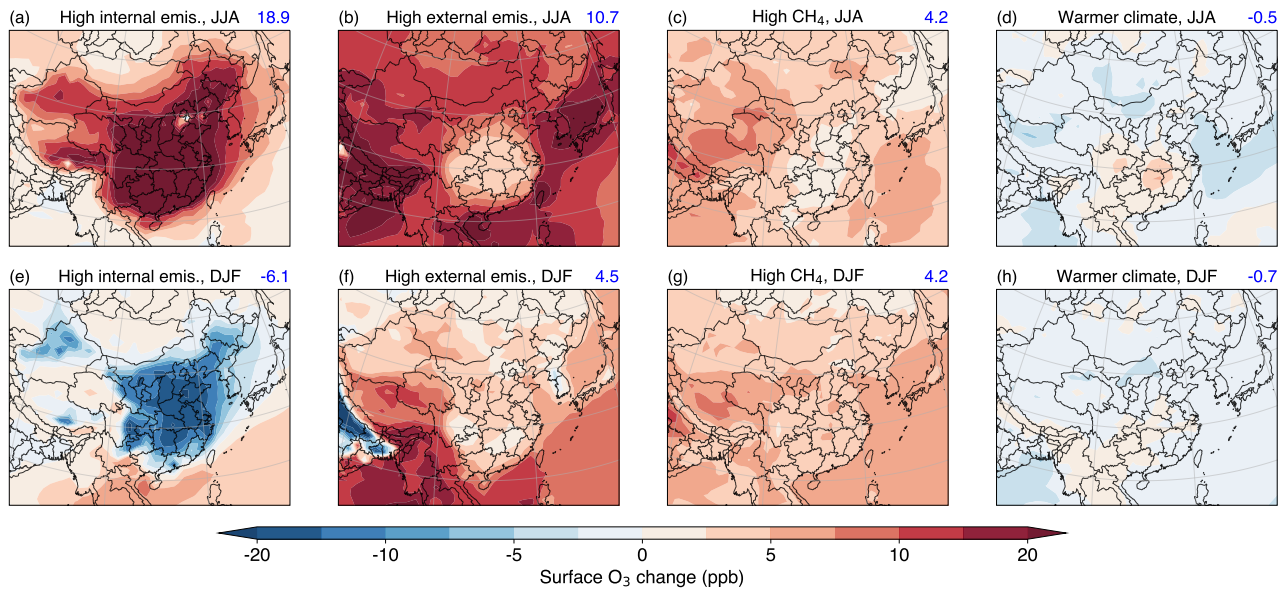 (a) High internal emis., JJA 18.9
(b) High external emis., JJA 10.7
(c) High CH₄, JJA 4.2
(d) Warmer climate, JJA -0.5
(e) High internal emis., DJF -6.1
(f) High external emis., DJF 4.5
(g) High CH₄, DJF 4.2
(h) Warmer climate, DJF -0.7
-20 -10 -5 0 5 10 20
Surface O₃ change (ppb)